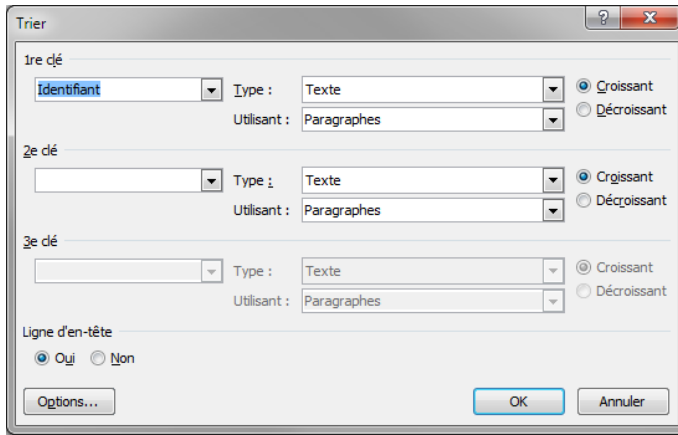 Trier
1re clé
Identifiant Type : Texte Croissant
Utilisant : Paragraphes Décroissant
2e clé
Type : Texte Croissant
Utilisant : Paragraphes Décroissant
3e clé
Type : Texte Croissant
Utilisant : Paragraphes Décroissant
Ligne d'en-tête
Oui Non
Options... OK Annuler